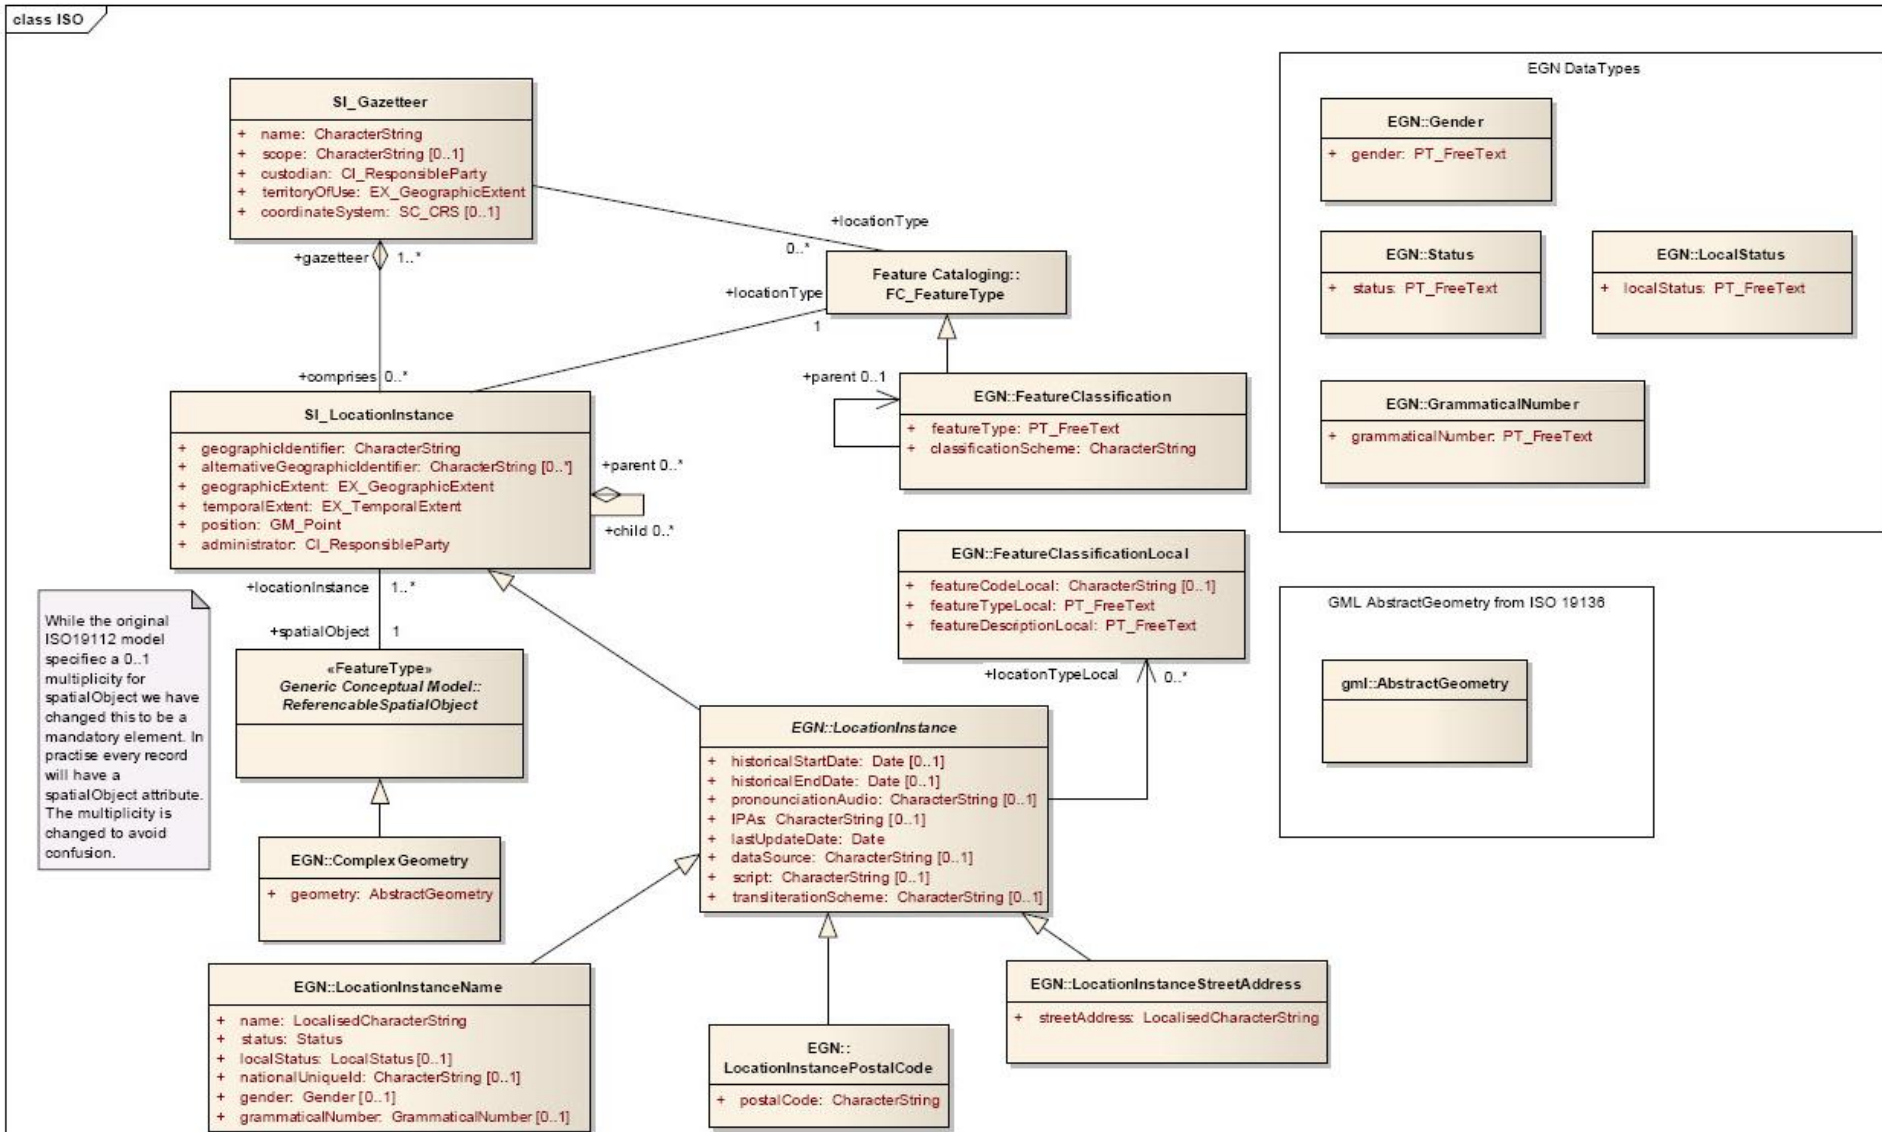 class ISO
SI_Gazetteer
+ name: CharacterString
+ scope: CharacterString [0..1]
+ custodian: CI_ResponsibleParty
+ territoryOfUse: EX_GeographicExtent
+ coordinateSystem: SC_CRS [0..1]
+gazetteer
1..*
+comprises
0..*
+locationType
0..*
+locationType
1
Feature Cataloging::
FC_FeatureType
SI_LocationInstance
+ geographicIdentifier: CharacterString
+ alternativeGeographicIdentifier: CharacterString [0..*]
+ geographicExtent: EX_GeographicExtent
+ temporalExtent: EX_TemporalExtent
+ position: GM_Point
+ administrator: CI_ResponsibleParty
+parent 0..*
+child 0..*
+parent 0..1
EGN::FeatureClassification
+ featureType: PT_FreeText
+ classificationScheme: CharacterString
EGN::FeatureClassificationLocal
+ featureCodeLocal: CharacterString [0..1]
+ featureTypeLocal: PT_FreeText
+ featureDescriptionLocal: PT_FreeText
+locationTypeLocal
0..*
+locationInstance
1..*
+spatialObject
1
While the original
ISO19112 model
specifiec a 0..1
multiplicity for
spatialObject we have
changed this to be a
mandatory element. In
practise every record
will have a
spatialObject attribute.
The multiplicity is
changed to avoid
confusion.
«FeatureType»
Generic Conceptual Model::
ReferencableSpatialObject
EGN::ComplexGeometry
+ geometry: AbstractGeometry
EGN::LocationInstance
+ historicalStartDate: Date [0..1]
+ historicalEndDate: Date [0..1]
+ pronounciationAudio: CharacterString [0..1]
+ IPAs: CharacterString [0..1]
+ lastUpdateDate: Date
+ dataSource: CharacterString [0..1]
+ script: CharacterString [0..1]
+ transliterationScheme: CharacterString [0..1]
EGN::LocationInstanceName
+ name: LocalisedCharacterString
+ status: Status
+ localStatus: LocalStatus [0..1]
+ nationalUniqueId: CharacterString [0..1]
+ gender: Gender [0..1]
+ grammaticalNumber: GrammaticalNumber [0..1]
EGN::
LocationInstancePostalCode
+ postalCode: CharacterString
EGN::LocationInstanceStreetAddress
+ streetAddress: LocalisedCharacterString
EGN DataTypes
EGN::Gender
+ gender: PT_FreeText
EGN::Status
+ status: PT_FreeText
EGN::LocalStatus
+ localStatus: PT_FreeText
EGN::GrammaticalNumber
+ grammaticalNumber: PT_FreeText
GML AbstractGeometry from ISO 19136
gml::AbstractGeometry